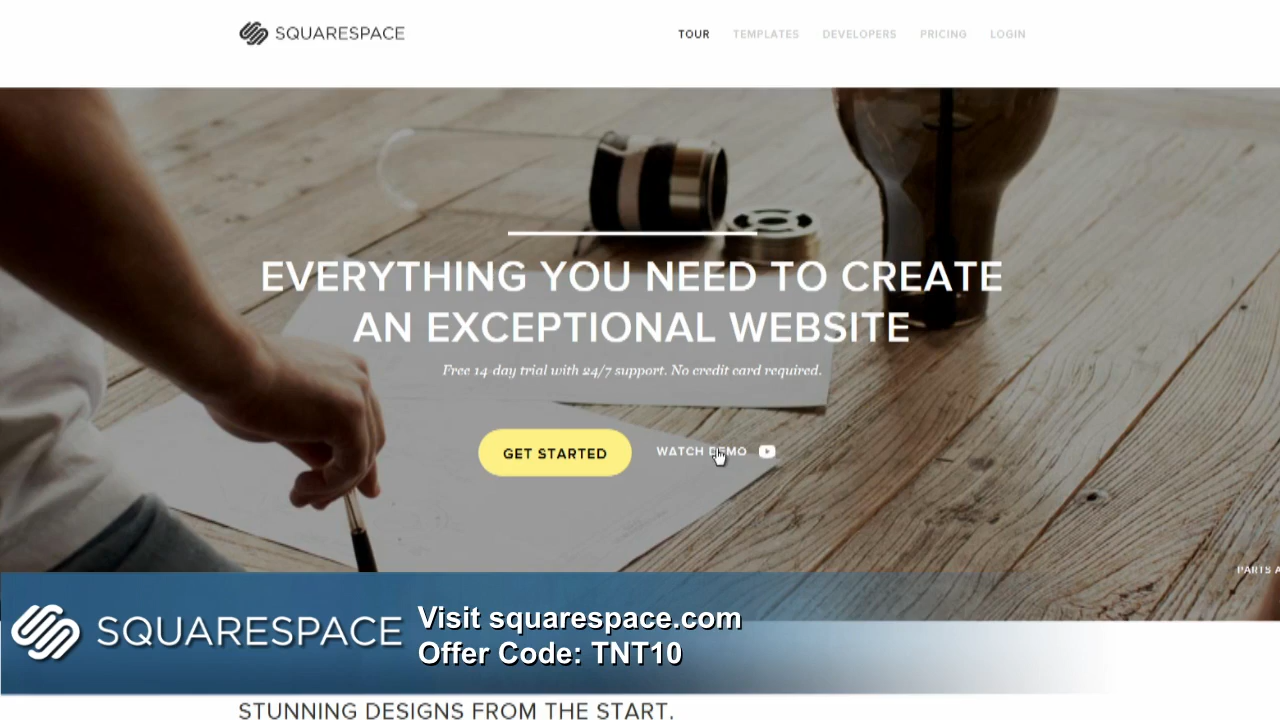 SQUARESPACE
TOUR TEMPLATES DEVELOPERS PRICING LOGIN
EVERYTHING YOU NEED TO CREATE
AN EXCEPTIONAL WEBSITE
Free 14-day trial with 24/7 support. No credit card required.
GET STARTED WATCH DEMO
PARTS A
SQUARESPACE
Visit squarespace.com
Offer Code: TNT10
STUNNING DESIGNS FROM THE START.